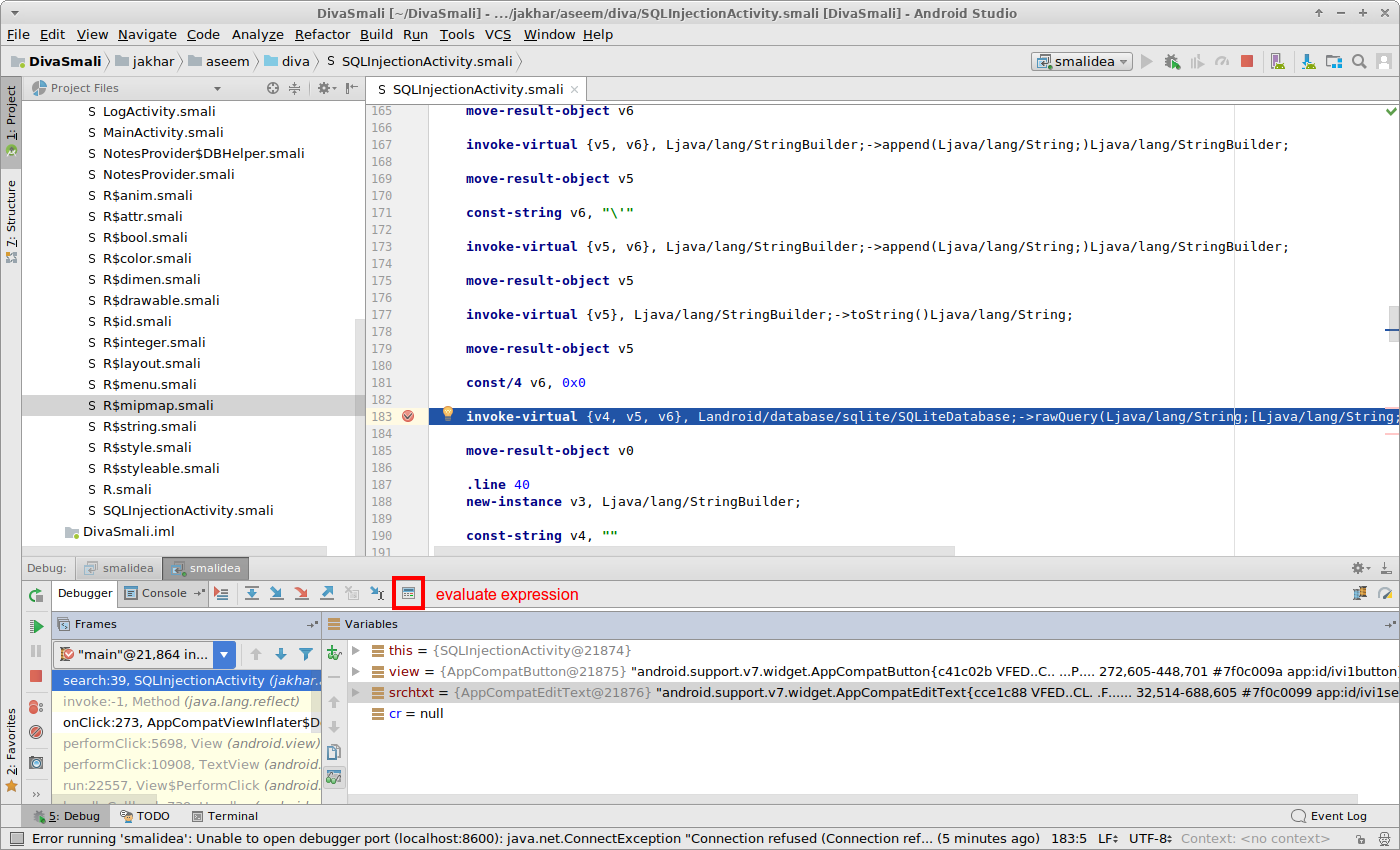 DivaSmali [~/DivaSmali] - .../jakhar/aseem/diva/SQLInjectionActivity.smali [DivaSmali] - Android Studio
File Edit View Navigate Code Analyze Refactor Build Run Tools VCS Window Help
DivaSmali jakhar aseem diva S SQLInjectionActivity.smali smalidea
1: Project
7: Structure
2: Favorites
Project Files
S LogActivity.smali
S MainActivity.smali
S NotesProvider$DBHelper.smali
S NotesProvider.smali
S R$anim.smali
S R$attr.smali
S R$bool.smali
S R$color.smali
S R$dimen.smali
S R$drawable.smali
S R$id.smali
S R$integer.smali
S R$layout.smali
S R$menu.smali
S R$mipmap.smali
S R$string.smali
S R$style.smali
S R$styleable.smali
S R.smali
S SQLInjectionActivity.smali
DivaSmali.iml
S SQLInjectionActivity.smali
165 move-result-object v6
166
167 invoke-virtual {v5, v6}, Ljava/lang/StringBuilder;->append(Ljava/lang/String;)Ljava/lang/StringBuilder;
168
169 move-result-object v5
170
171 const-string v6, "\'"
172
173 invoke-virtual {v5, v6}, Ljava/lang/StringBuilder;->append(Ljava/lang/String;)Ljava/lang/StringBuilder;
174
175 move-result-object v5
176
177 invoke-virtual {v5}, Ljava/lang/StringBuilder;->toString()Ljava/lang/String;
178
179 move-result-object v5
180
181 const/4 v6, 0x0
182
183 invoke-virtual {v4, v5, v6}, Landroid/database/sqlite/SQLiteDatabase;->rawQuery(Ljava/lang/String;[Ljava/lang/String;
184
185 move-result-object v0
186
187 .line 40
188 new-instance v3, Ljava/lang/StringBuilder;
189
190 const-string v4, ""
191
Debug: smalidea smalidea
Debugger Console evaluate expression
Frames
"main"@21,864 in...
search:39, SQLInjectionActivity (jakhar.a
invoke:-1, Method (java.lang.reflect)
onClick:273, AppCompatViewInflater$D
performClick:5698, View (android.view)
performClick:10908, TextView (android.
run:22557, View$PerformClick (android.
Variables
this = {SQLInjectionActivity@21874}
view = {AppCompatButton@21875} "android.support.v7.widget.AppCompatButton{c41c02b VFED..C.. ...P.... 272,605-448,701 #7f0c009a app:id/ivi1button
srchtxt = {AppCompatEditText@21876} "android.support.v7.widget.AppCompatEditText{cce1c88 VFED..CL. .F...... 32,514-688,605 #7f0c0099 app:id/ivi1se
cr = null
5: Debug TODO Terminal Event Log
Error running 'smalidea': Unable to open debugger port (localhost:8600): java.net.ConnectException "Connection refused (Connection ref... (5 minutes ago) 183:5 LF UTF-8 Context: <no context>